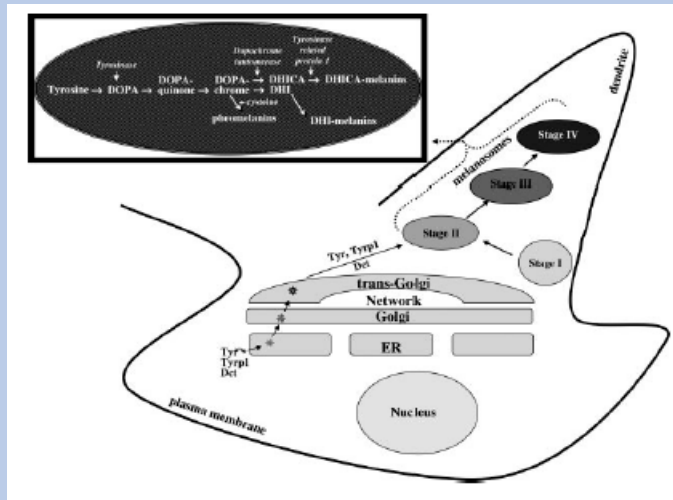 Tyrosinase
Dopachrome
tautomerase
Tyrosinase
related
protein 1
Tyrosine → DOPA → DOPA-quinone → DOPA-chrome → DHICA → DHICA-melanins
→ DHI
cysteine
pheomelanins
DHI-melanins
dendrite
melanosomes
Stage IV
Stage III
Stage II
Stage I
Tyr, Tyrp1
Dct
trans-Golgi
Network
Golgi
ER
Tyr
Tyrp1
Dct
Nucleus
plasma membrane